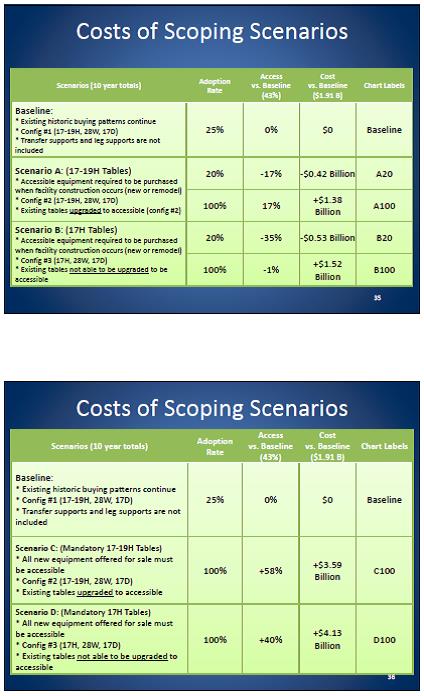 Costs of Scoping Scenarios
Scenarios (10 year totals)
Adoption
Rate
Access
vs. Baseline
(43%)
Cost
vs. Baseline
($1.91 B)
Chart Labels
Baseline:
* Existing historic buying patterns continue
* Config #1 (17-19H, 28W, 17D)
* Transfer supports and leg supports are not
included
25%
0%
$0
Baseline
Scenario A: (17-19H Tables)
* Accessible equipment required to be purchased
when facility construction occurs (new or remodel)
* Config #2 (17-19H, 28W, 17D)
* Existing tables upgraded to accessible (config #2)
20%
-17%
-$0.42 Billion
A20
100%
17%
+$1.38
Billion
A100
Scenario B: (17H Tables)
* Accessible equipment required to be purchased
when facility construction occurs (new or remodel)
* Config #3 (17H, 28W, 17D)
* Existing tables not able to be upgraded to be
accessible
20%
-35%
-$0.53 Billion
B20
100%
-1%
+$1.52
Billion
B100
35
Costs of Scoping Scenarios
Scenarios (10 year totals)
Adoption
Rate
Access
vs. Baseline
(43%)
Cost
vs. Baseline
($1.91 B)
Chart Labels
Baseline:
* Existing historic buying patterns continue
* Config #1 (17-19H, 28W, 17D)
* Transfer supports and leg supports are not
included
25%
0%
$0
Baseline
Scenario C: (Mandatory 17-19H Tables)
* All new equipment offered for sale must
be accessible
* Config #2 (17-19H, 28W, 17D)
* Existing tables upgraded to accessible
100%
+58%
+$3.59
Billion
C100
Scenario D: (Mandatory 17H Tables)
* All new equipment offered for sale must
be accessible
* Config #3 (17H, 28W, 17D)
* Existing tables not able to be upgraded to
accessible
100%
+40%
+$4.13
Billion
D100
36